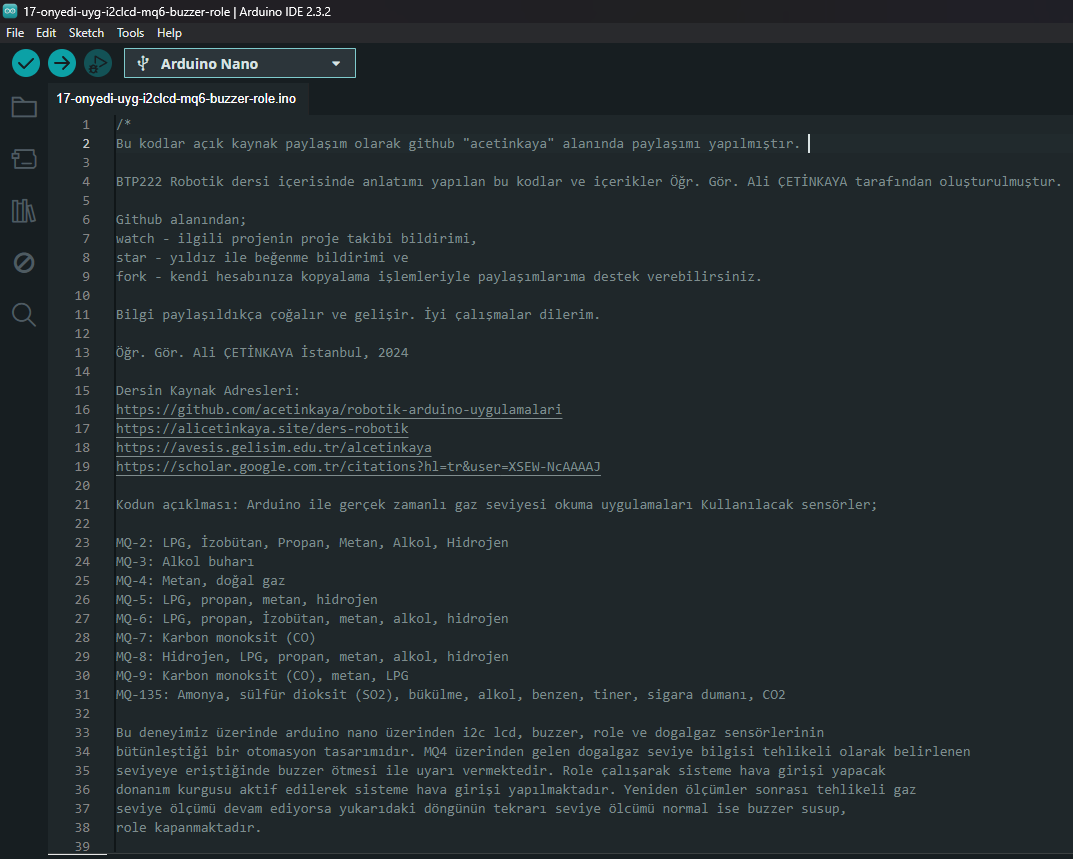 17-onyedi-uyg-i2clcd-mq6-buzzer-role | Arduino IDE 2.3.2
File Edit Sketch Tools Help
Arduino Nano
17-onyedi-uyg-i2clcd-mq6-buzzer-role.ino
1 /*
2 Bu kodlar açık kaynak paylaşım olarak github "acetinkaya" alanında paylaşımı yapılmıştır.
3
4 BTP222 Robotik dersi içerisinde anlatımı yapılan bu kodlar ve içerikler Öğr. Gör. Ali ÇETİNKAYA tarafından oluşturulmuştur.
5
6 Github alanından;
7 watch - ilgili projenin proje takibi bildirimi,
8 star - yıldız ile beğenme bildirimi ve
9 fork - kendi hesabınıza kopyalama işlemleriyle paylaşımlarıma destek verebilirsiniz.
10
11 Bilgi paylaşıldıkça çoğalır ve gelişir. İyi çalışmalar dilerim.
12
13 Öğr. Gör. Ali ÇETİNKAYA İstanbul, 2024
14
15 Dersin Kaynak Adresleri:
16 https://github.com/acetinkaya/robotik-arduino-uygulamalari
17 https://alicetinkaya.site/ders-robotik
18 https://avesis.gelisim.edu.tr/alcetinkaya
19 https://scholar.google.com.tr/citations?hl=tr&user=XSEW-NcAAAAJ
20
21 Kodun açıklması: Arduino ile gerçek zamanlı gaz seviyesi okuma uygulamaları Kullanılacak sensörler;
22
23 MQ-2: LPG, İzobütan, Propan, Metan, Alkol, Hidrojen
24 MQ-3: Alkol buharı
25 MQ-4: Metan, doğal gaz
26 MQ-5: LPG, propan, metan, hidrojen
27 MQ-6: LPG, propan, İzobütan, metan, alkol, hidrojen
28 MQ-7: Karbon monoksit (CO)
29 MQ-8: Hidrojen, LPG, propan, metan, alkol, hidrojen
30 MQ-9: Karbon monoksit (CO), metan, LPG
31 MQ-135: Amonya, sülfür dioksit (SO2), bükülme, alkol, benzen, tiner, sigara dumanı, CO2
32
33 Bu deneyimiz üzerinde arduino nano üzerinden i2c lcd, buzzer, role ve dogalgaz sensörlerinin
34 bütünleştiği bir otomasyon tasarımıdır. MQ4 üzerinden gelen dogalgaz seviye bilgisi tehlikeli olarak belirlenen
35 seviyeye eriştiğinde buzzer ötmesi ile uyarı vermektedir. Role çalışarak sisteme hava girişi yapacak
36 donanım kurgusu aktif edilerek sisteme hava girişi yapılmaktadır. Yeniden ölçümler sonrası tehlikeli gaz
37 seviye ölçümü devam ediyorsa yukarıdaki döngünün tekrarı seviye ölçümü normal ise buzzer susup,
38 role kapanmaktadır.
39